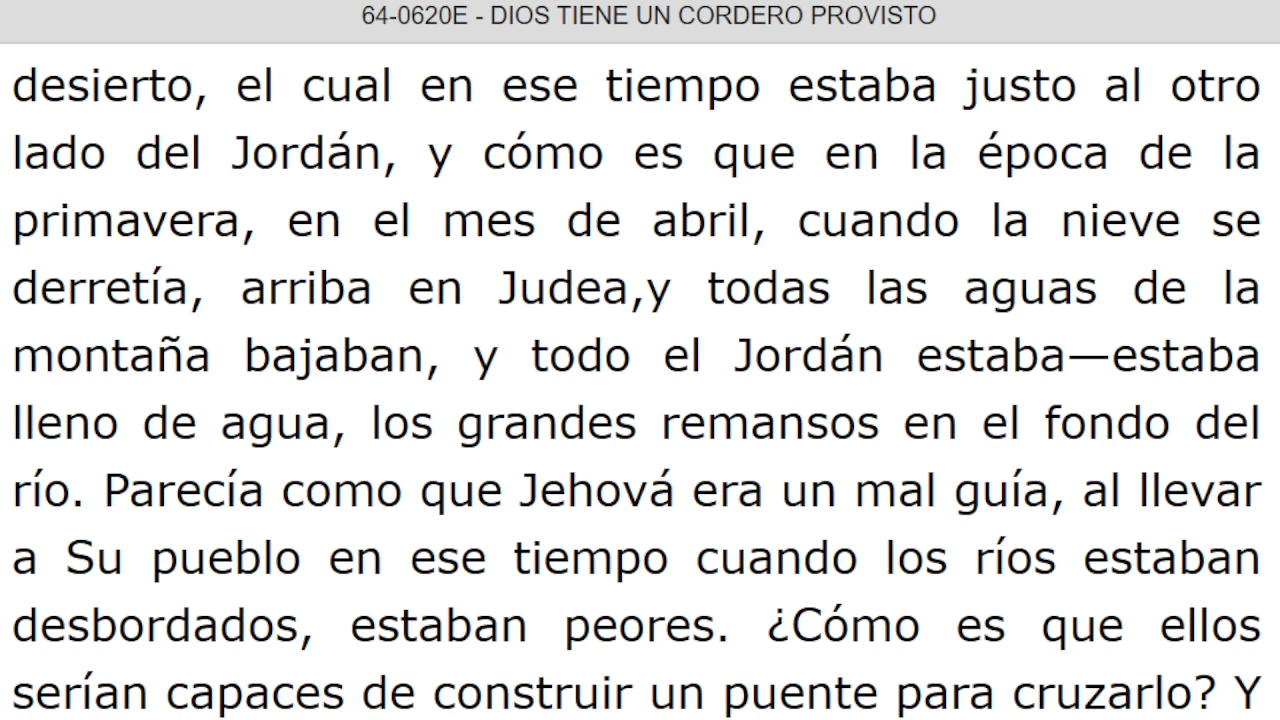 64-0620E - DIOS TIENE UN CORDERO PROVISTO
desierto, el cual en ese tiempo estaba justo al otro
lado del Jordán, y cómo es que en la época de la
primavera, en el mes de abril, cuando la nieve se
derretía, arriba en Judea,y todas las aguas de la
montaña bajaban, y todo el Jordán estaba—estaba
lleno de agua, los grandes remansos en el fondo del
río. Parecía como que Jehová era un mal guía, al llevar
a Su pueblo en ese tiempo cuando los ríos estaban
desbordados, estaban peores. ¿Cómo es que ellos
serían capaces de construir un puente para cruzarlo? Y